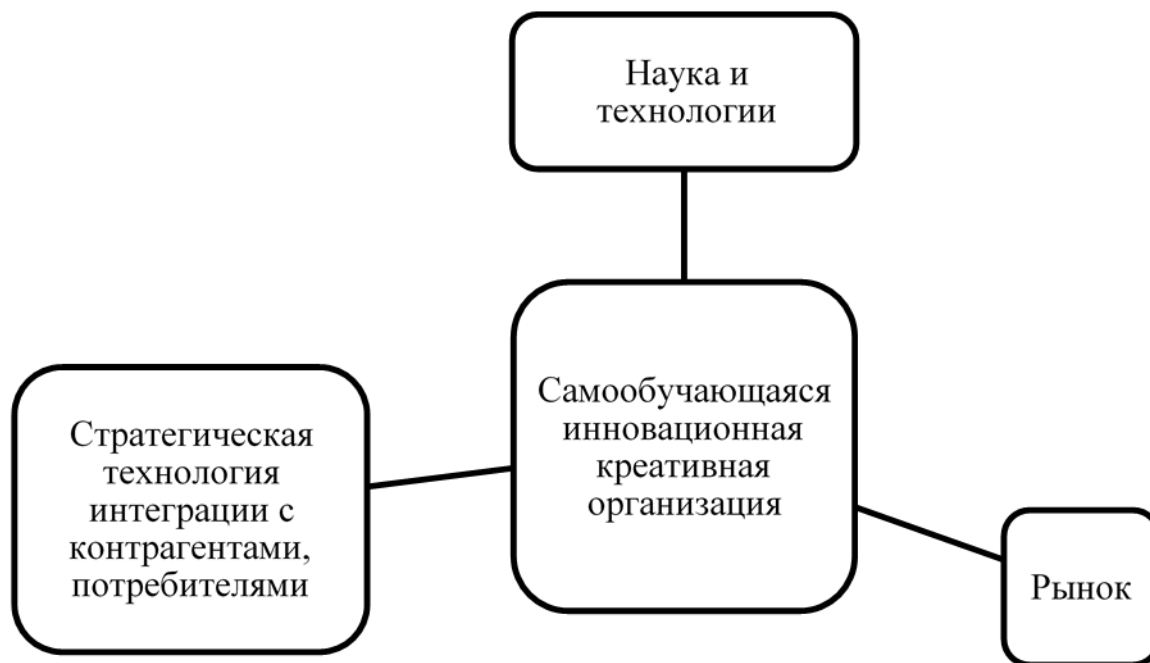 Наука и
технологии
Самообучающаяся
инновационная
креативная
организация
Стратегическая
технология
интеграции с
контрагентами,
потребителями
Рынок